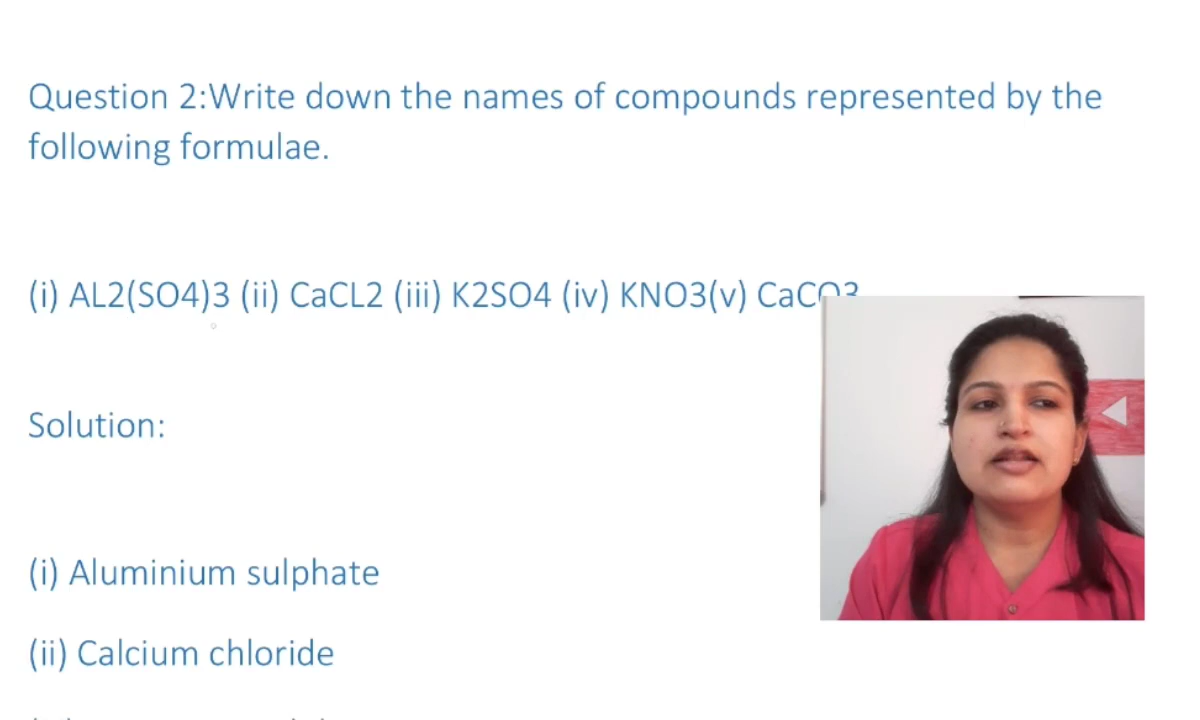 Question 2:Write down the names of compounds represented by the
following formulae.
(i) AL2(SO4)3 (ii) CaCL2 (iii) K2SO4 (iv) KNO3(v) CaCO3
Solution:
(i) Aluminium sulphate
(ii) Calcium chloride